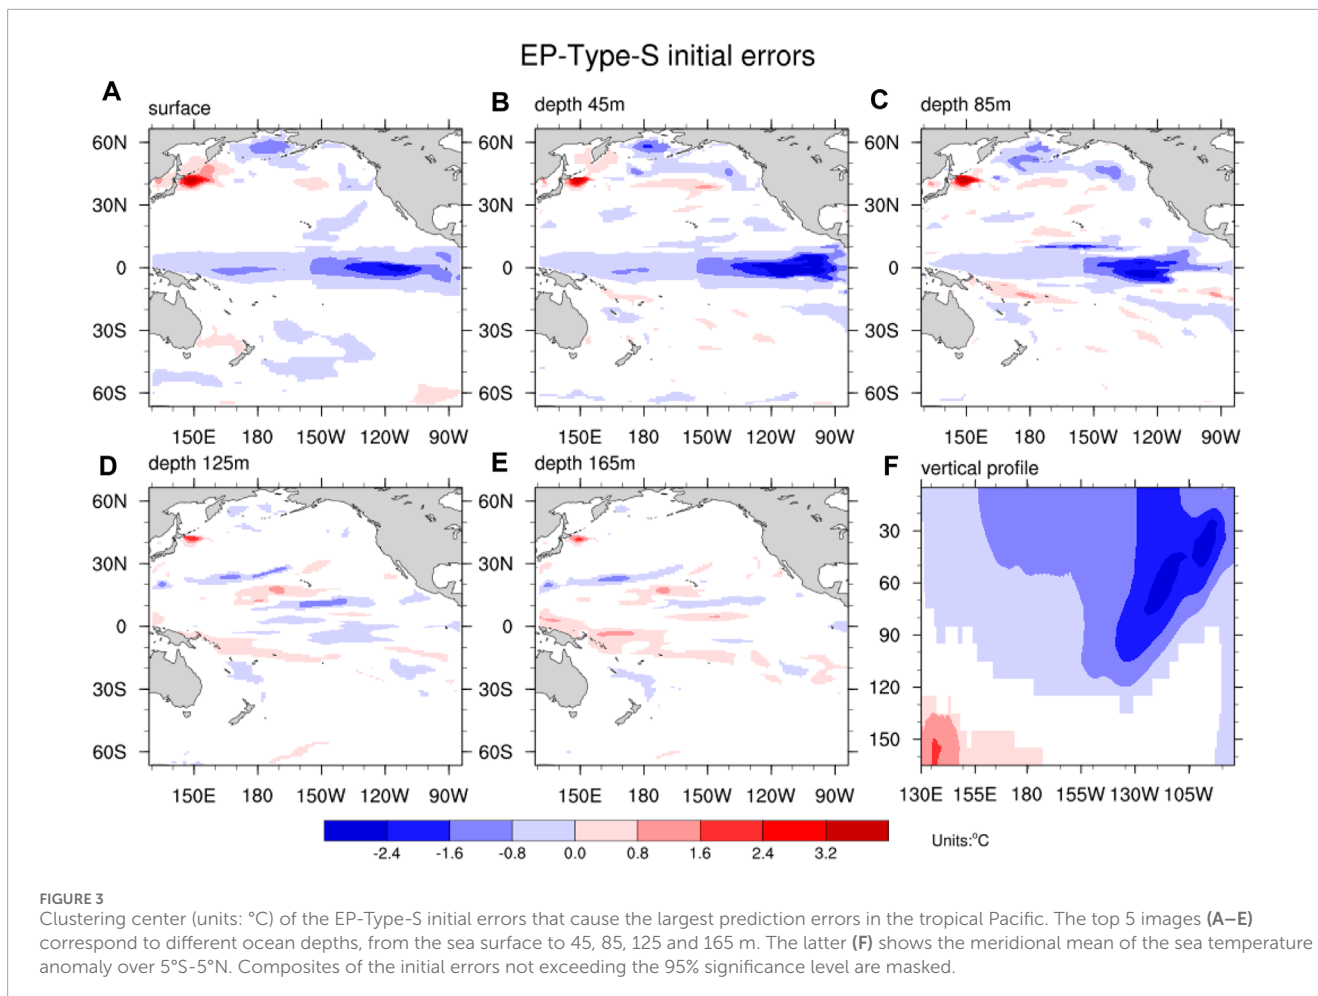 EP-Type-S initial errors
A
surface
60N
30N
0
30S
60S
150E 180 150W 120W 90W
B
depth 45m
60N
30N
0
30S
60S
150E 180 150W 120W 90W
C
depth 85m
60N
30N
0
30S
60S
150E 180 150W 120W 90W
D
depth 125m
60N
30N
0
30S
60S
150E 180 150W 120W 90W
E
depth 165m
60N
30N
0
30S
60S
150E 180 150W 120W 90W
F
vertical profile
30
60
90
120
150
130E 155E 180 155W 130W 105W
-2.4 -1.6 -0.8 0.0 0.8 1.6 2.4 3.2
Units:°C
FIGURE 3
Clustering center (units: °C) of the EP-Type-S initial errors that cause the largest prediction errors in the tropical Pacific. The top 5 images (A–E)
correspond to different ocean depths, from the sea surface to 45, 85, 125 and 165 m. The latter (F) shows the meridional mean of the sea temperature
anomaly over 5°S-5°N. Composites of the initial errors not exceeding the 95% significance level are masked.